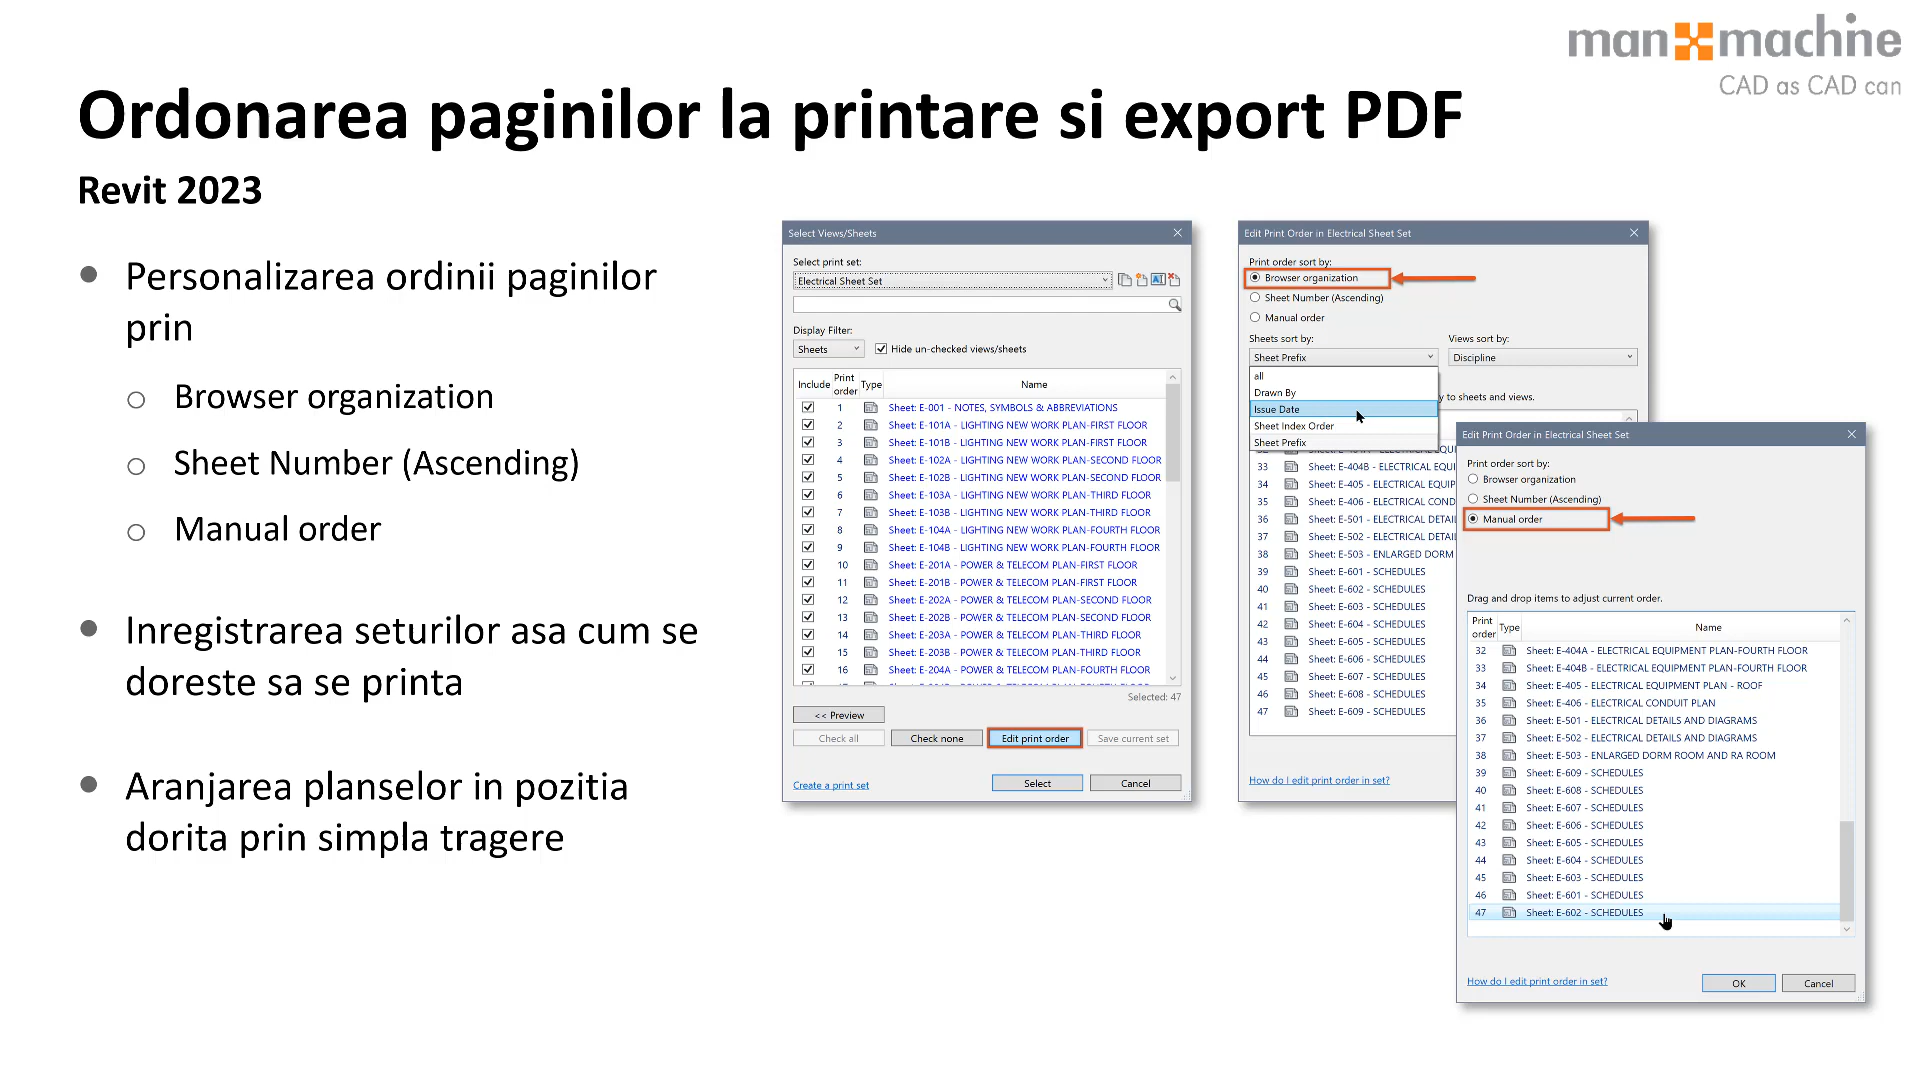 man machine
CAD as CAD can
Ordonarea paginilor la printare si export PDF
Revit 2023
Personalizarea ordinii paginilor
prin
Browser organization
Sheet Number (Ascending)
Manual order
Inregistrarea seturilor asa cum se
doreste sa se printa
Aranjarea planselor in pozitia
dorita prin simpla tragere
Select Views/Sheets
Select print set:
Electrical Sheet Set
Display Filter:
Sheets
Hide un-checked views/sheets
Include Print order Type Name
1 Sheet: E-001 - NOTES, SYMBOLS & ABBREVIATIONS
2 Sheet: E-101A - LIGHTING NEW WORK PLAN-FIRST FLOOR
3 Sheet: E-101B - LIGHTING NEW WORK PLAN-FIRST FLOOR
4 Sheet: E-102A - LIGHTING NEW WORK PLAN-SECOND FLOOR
5 Sheet: E-102B - LIGHTING NEW WORK PLAN-SECOND FLOOR
6 Sheet: E-103A - LIGHTING NEW WORK PLAN-THIRD FLOOR
7 Sheet: E-103B - LIGHTING NEW WORK PLAN-THIRD FLOOR
8 Sheet: E-104A - LIGHTING NEW WORK PLAN-FOURTH FLOOR
9 Sheet: E-104B - LIGHTING NEW WORK PLAN-FOURTH FLOOR
10 Sheet: E-201A - POWER & TELECOM PLAN-FIRST FLOOR
11 Sheet: E-201B - POWER & TELECOM PLAN-FIRST FLOOR
12 Sheet: E-202A - POWER & TELECOM PLAN-SECOND FLOOR
13 Sheet: E-202B - POWER & TELECOM PLAN-SECOND FLOOR
14 Sheet: E-203A - POWER & TELECOM PLAN-THIRD FLOOR
15 Sheet: E-203B - POWER & TELECOM PLAN-THIRD FLOOR
16 Sheet: E-204A - POWER & TELECOM PLAN-FOURTH FLOOR
Selected: 47
<< Preview
Check all Check none Edit print order Save current set
Create a print set Select Cancel
Edit Print Order in Electrical Sheet Set
Print order sort by:
Browser organization
Sheet Number (Ascending)
Manual order
Sheets sort by: Views sort by:
Sheet Prefix Discipline
all
Drawn By
Issue Date
Sheet Index Order
Sheet Prefix
y to sheets and views.
33 Sheet: E-404B - ELECTRICAL EQUI
34 Sheet: E-405 - ELECTRICAL EQUIP
35 Sheet: E-406 - ELECTRICAL COND
36 Sheet: E-501 - ELECTRICAL DETAI
37 Sheet: E-502 - ELECTRICAL DETAI
38 Sheet: E-503 - ENLARGED DORM
39 Sheet: E-601 - SCHEDULES
40 Sheet: E-602 - SCHEDULES
41 Sheet: E-603 - SCHEDULES
42 Sheet: E-604 - SCHEDULES
43 Sheet: E-605 - SCHEDULES
44 Sheet: E-606 - SCHEDULES
45 Sheet: E-607 - SCHEDULES
46 Sheet: E-608 - SCHEDULES
47 Sheet: E-609 - SCHEDULES
How do I edit print order in set?
Edit Print Order in Electrical Sheet Set
Print order sort by:
Browser organization
Sheet Number (Ascending)
Manual order
Drag and drop items to adjust current order.
Print order Type Name
32 Sheet: E-404A - ELECTRICAL EQUIPMENT PLAN-FOURTH FLOOR
33 Sheet: E-404B - ELECTRICAL EQUIPMENT PLAN-FOURTH FLOOR
34 Sheet: E-405 - ELECTRICAL EQUIPMENT PLAN - ROOF
35 Sheet: E-406 - ELECTRICAL CONDUIT PLAN
36 Sheet: E-501 - ELECTRICAL DETAILS AND DIAGRAMS
37 Sheet: E-502 - ELECTRICAL DETAILS AND DIAGRAMS
38 Sheet: E-503 - ENLARGED DORM ROOM AND RA ROOM
39 Sheet: E-609 - SCHEDULES
40 Sheet: E-608 - SCHEDULES
41 Sheet: E-607 - SCHEDULES
42 Sheet: E-606 - SCHEDULES
43 Sheet: E-605 - SCHEDULES
44 Sheet: E-604 - SCHEDULES
45 Sheet: E-603 - SCHEDULES
46 Sheet: E-601 - SCHEDULES
47 Sheet: E-602 - SCHEDULES
How do I edit print order in set? OK Cancel